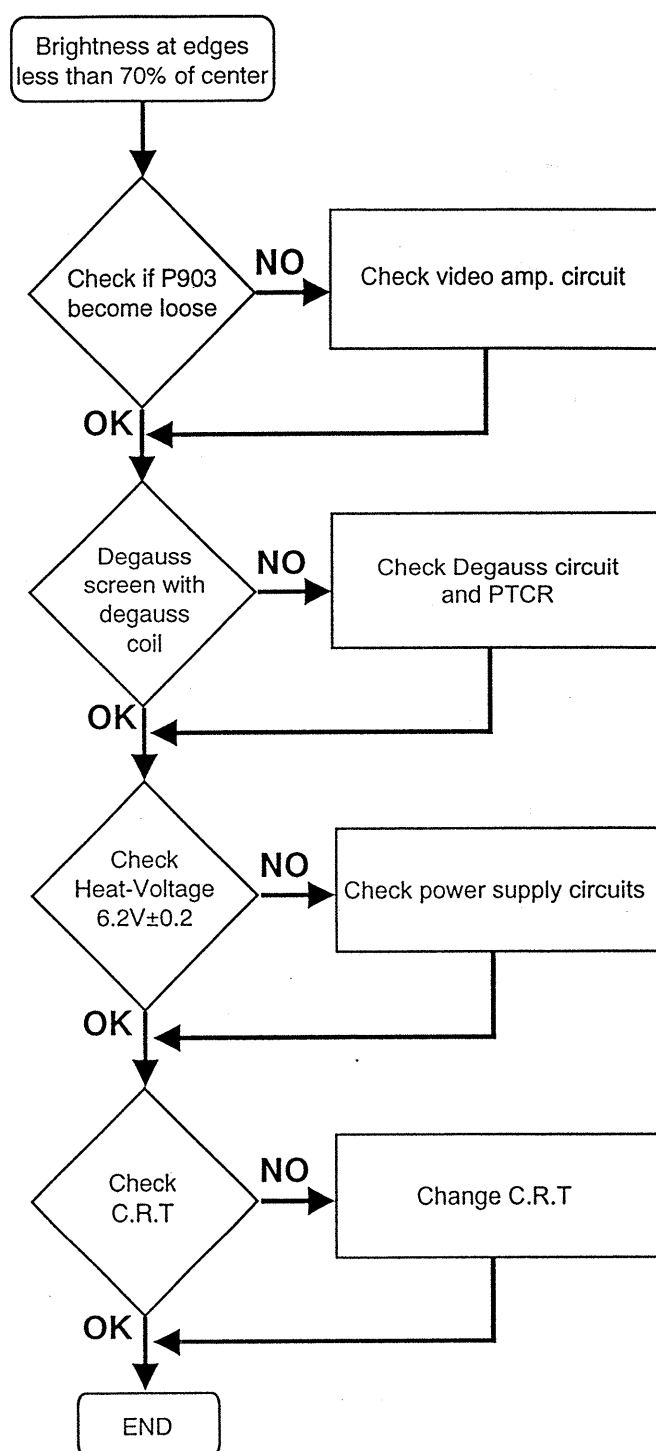 Brightness at edges
less than 70% of center
Check if P903
become loose
NO
Check video amp. circuit
OK
Degauss
screen with
degauss
coil
NO
Check Degauss circuit
and PTCR
OK
Check
Heat-Voltage
6.2V±0.2
NO
Check power supply circuits
OK
Check
C.R.T
NO
Change C.R.T
OK
END